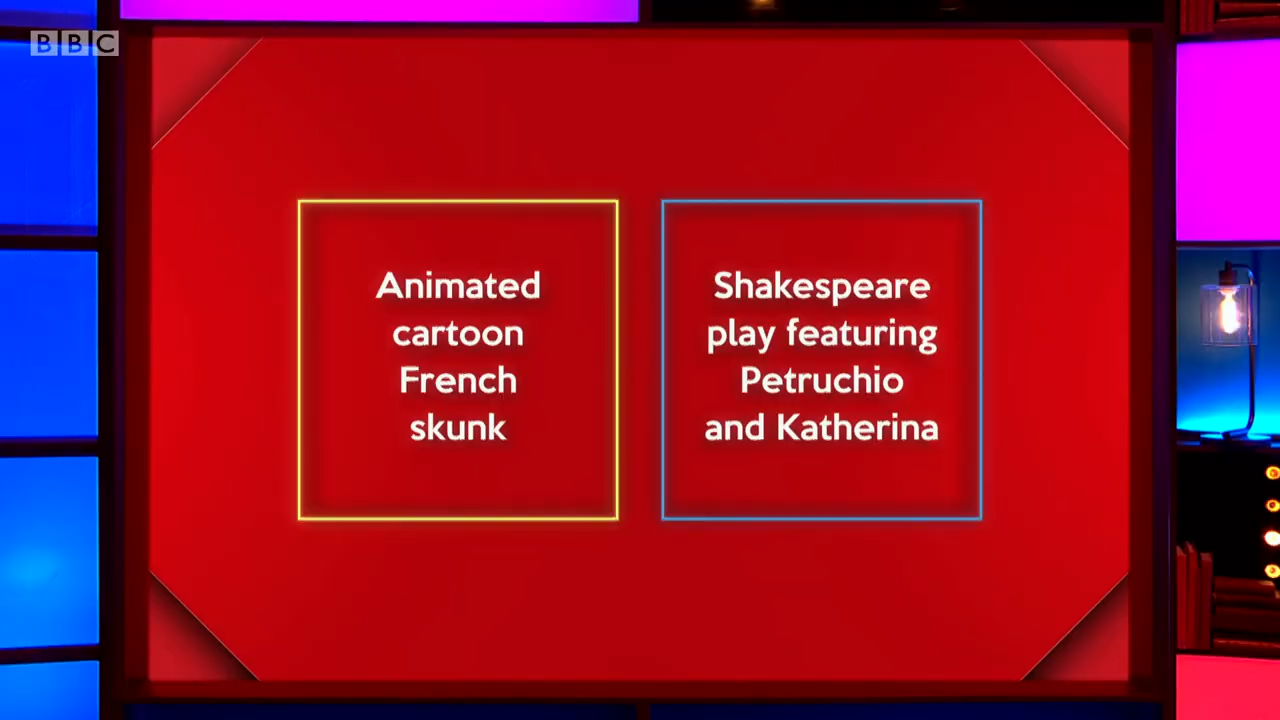 BBC
Animated
cartoon
French
skunk
Shakespeare
play featuring
Petruchio
and Katherina